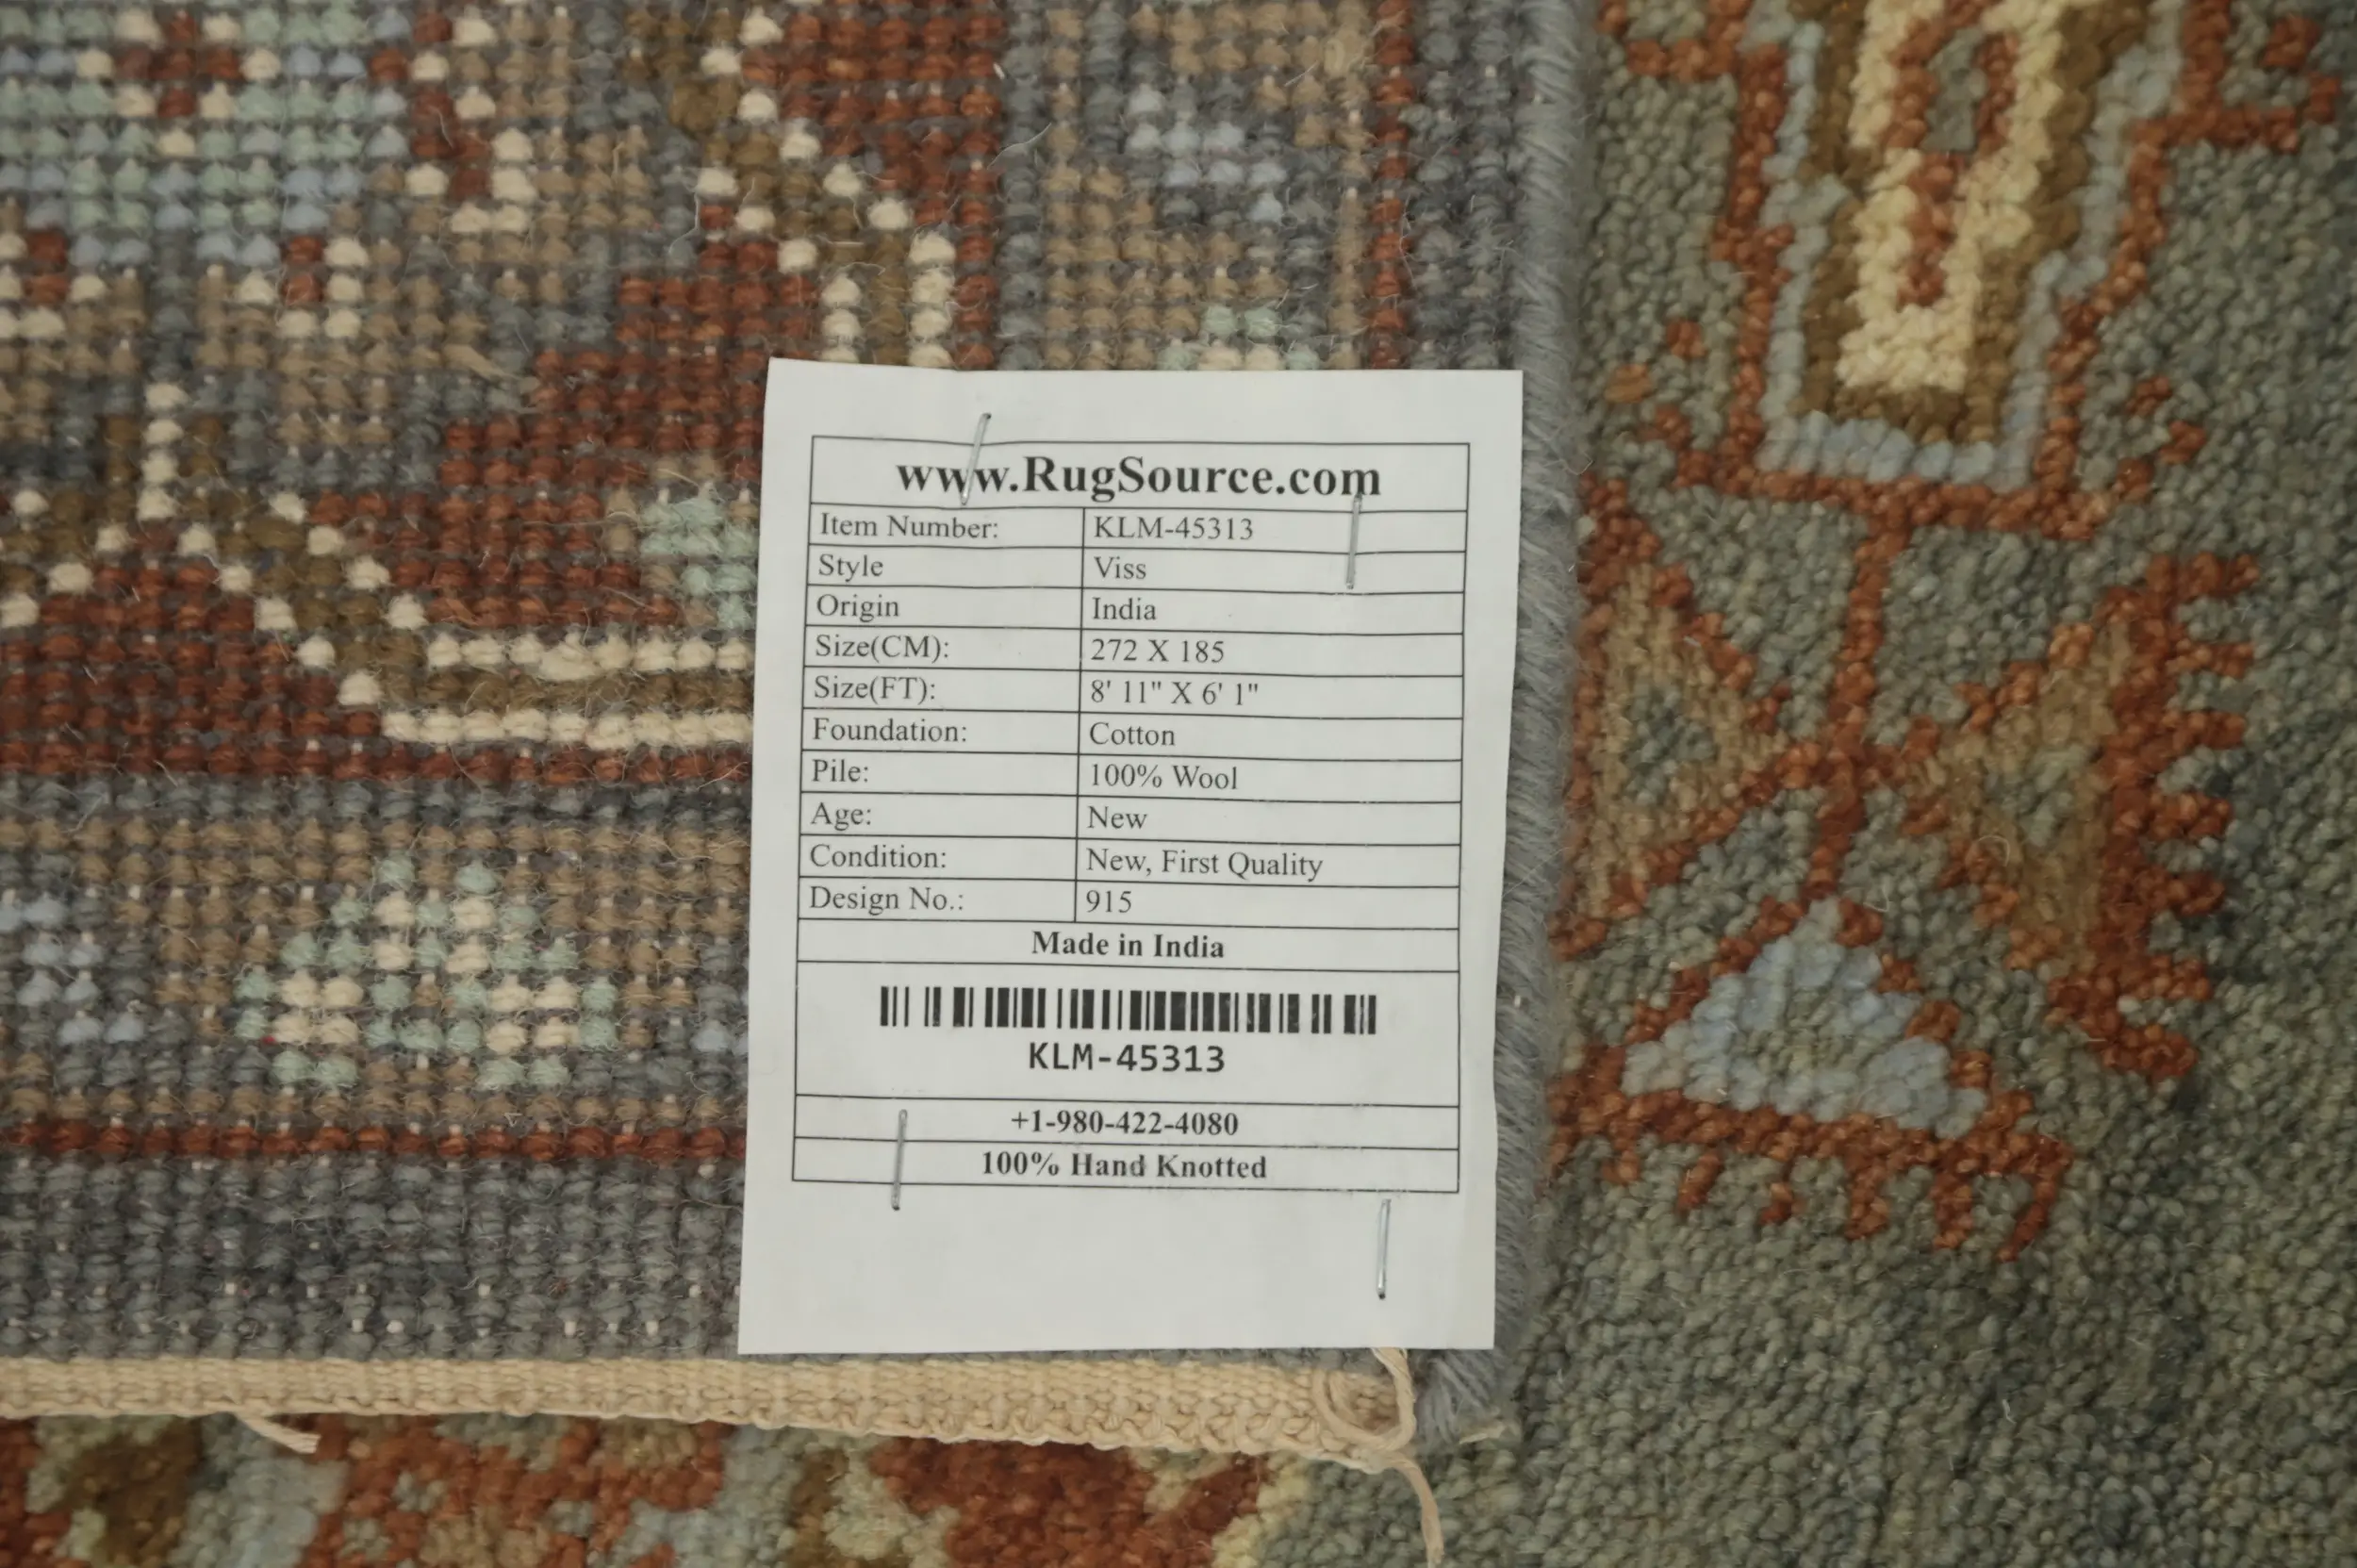 www.RugSource.com
Item Number: KLM-45313
Style Viss
Origin India
Size(CM): 272 X 185
Size(FT): 8' 11" X 6' 1"
Foundation: Cotton
Pile: 100% Wool
Age: New
Condition: New, First Quality
Design No.: 915
Made in India
KLM-45313
+1-980-422-4080
100% Hand Knotted